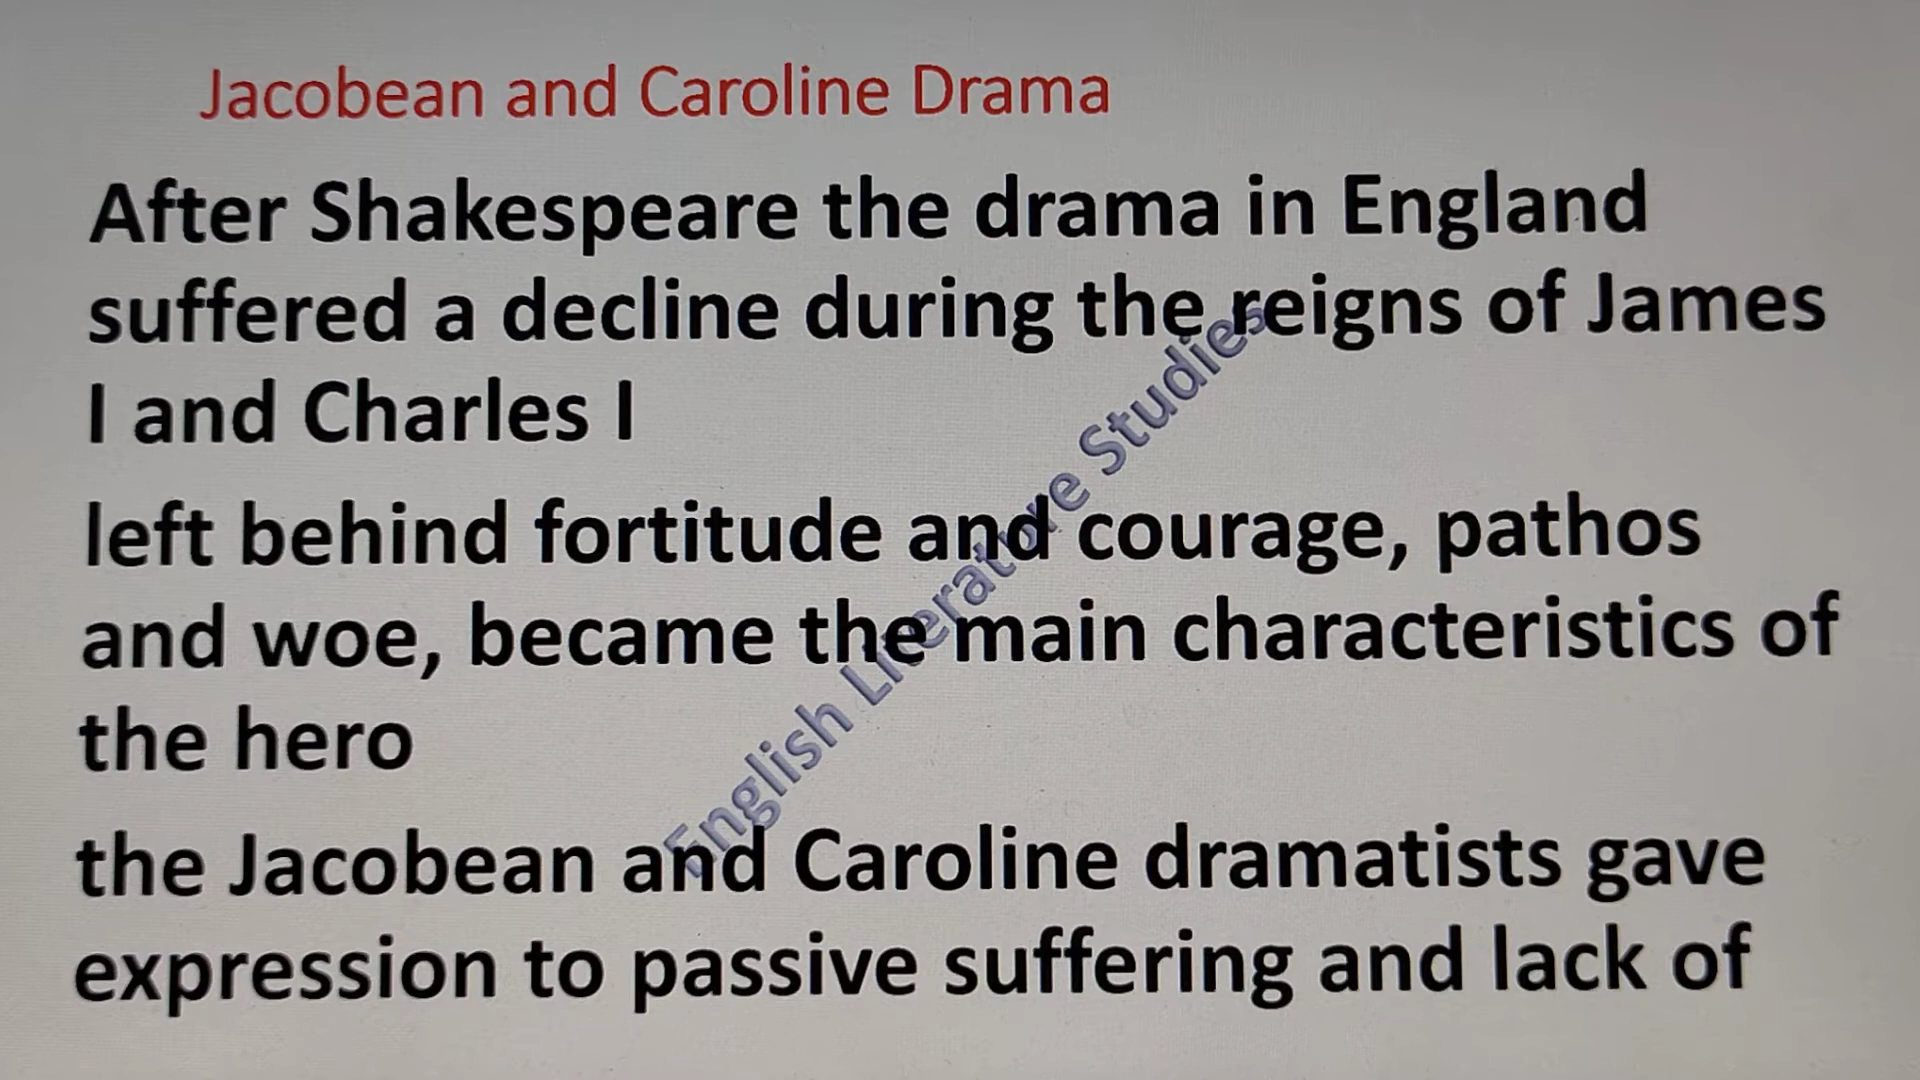 Jacobean and Caroline Drama
After Shakespeare the drama in England
suffered a decline during the reigns of James
I and Charles I
left behind fortitude and courage, pathos
and woe, became the main characteristics of
the hero
the Jacobean and Caroline dramatists gave
expression to passive suffering and lack of
English Literature Studies